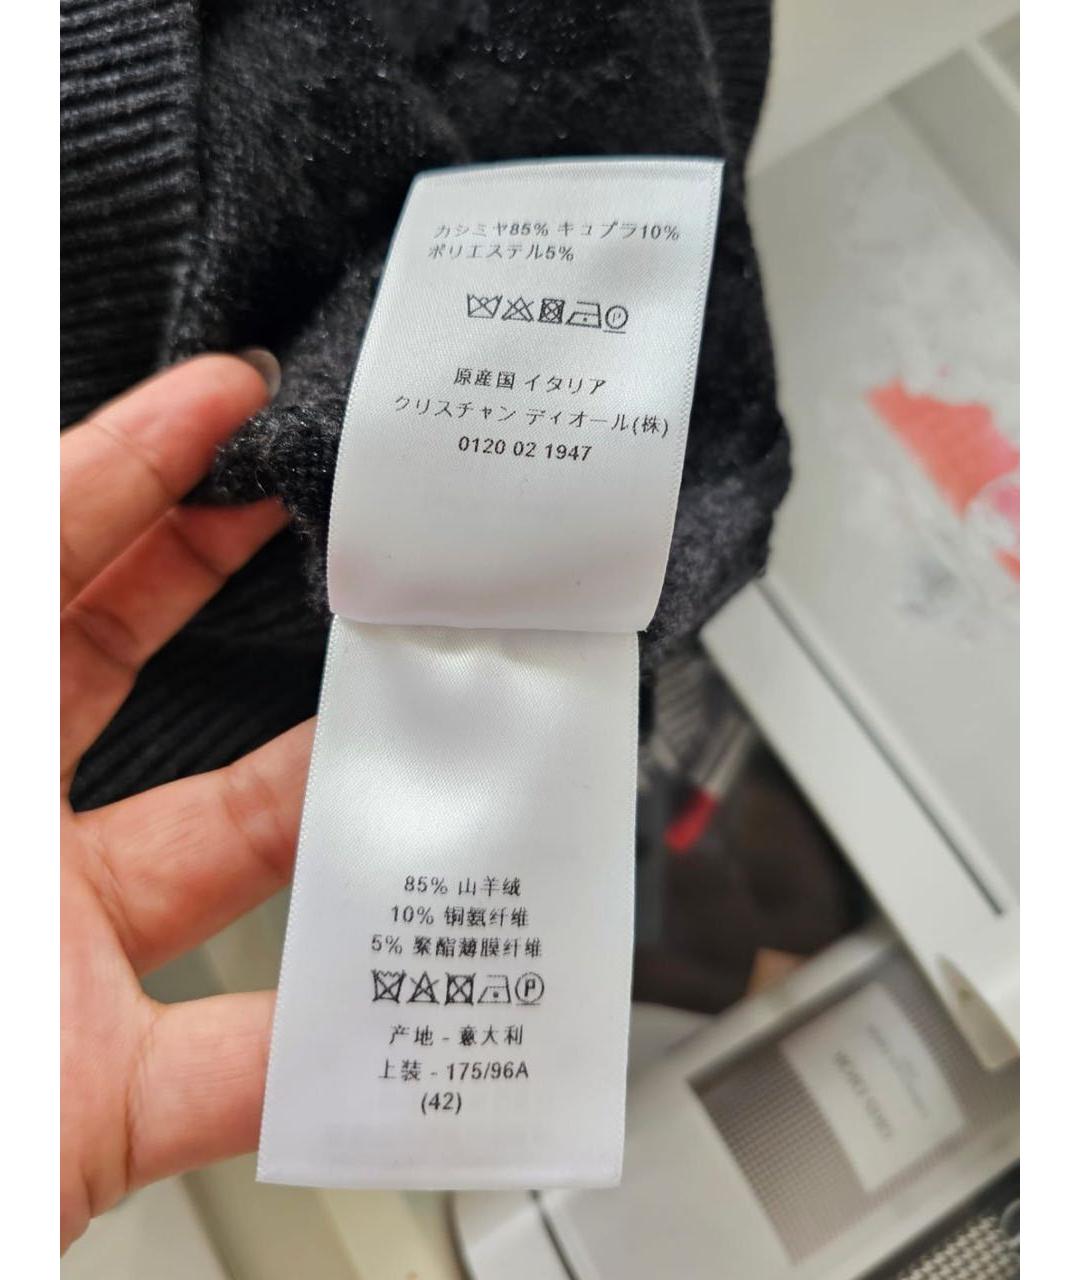 カシミヤ85% キュプラ10%
ポリエステル5%
原産国 イタリア
クリスチャン ディオール(株)
0120 02 1947
85% 山羊绒
10% 铜氨纤维
5% 聚酯薄膜纤维
产地 - 意大利
上装 - 175/96A
(42)